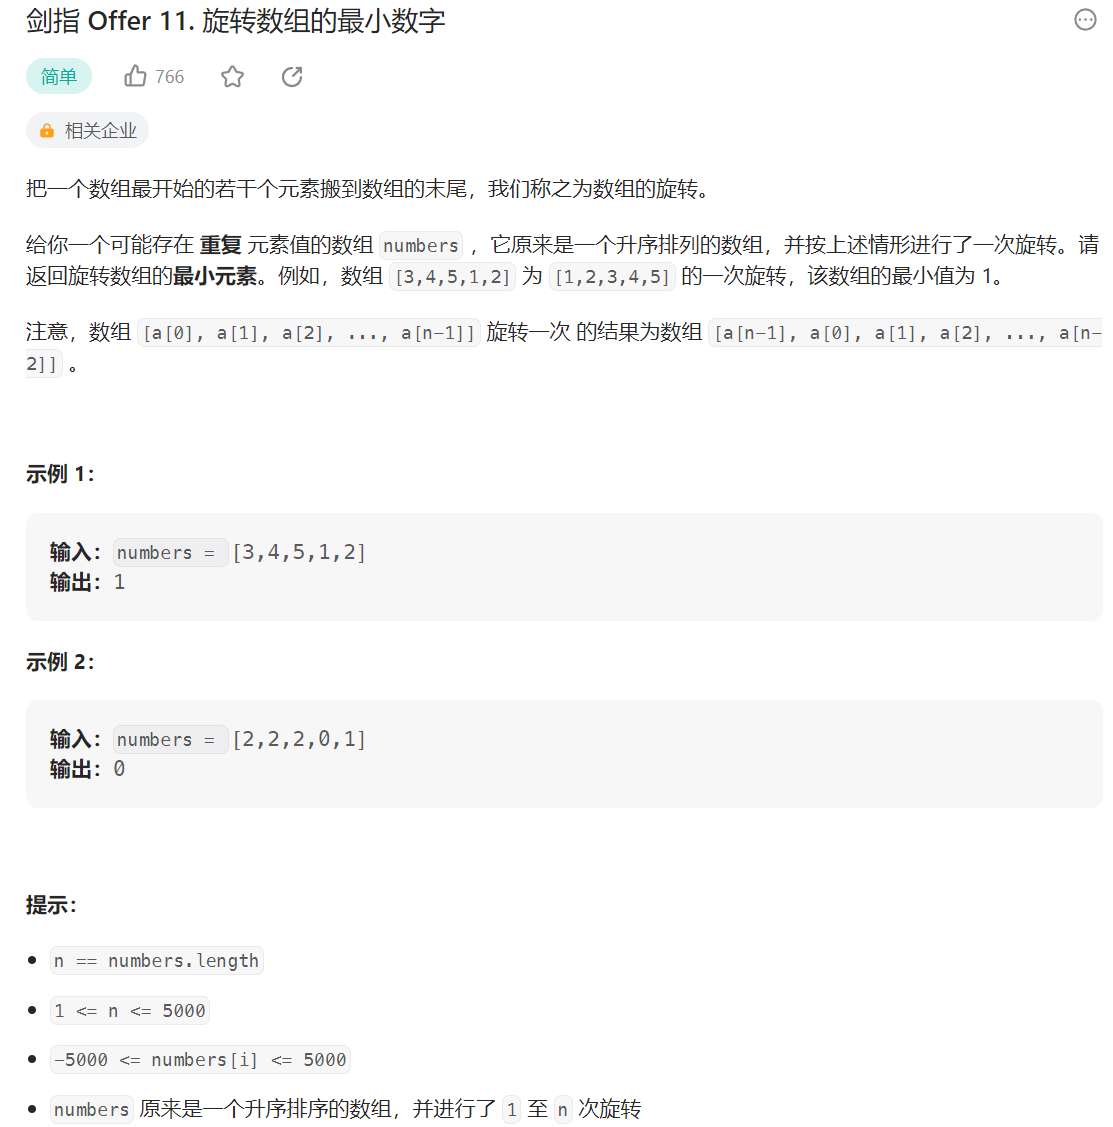 剑指 Offer 11. 旋转数组的最小数字
简单 766
相关企业
把一个数组最开始的若干个元素搬到数组的末尾，我们称之为数组的旋转。
给你一个可能存在 重复 元素值的数组 numbers ，它原来是一个升序排列的数组，并按上述情形进行了一次旋转。请
返回旋转数组的最小元素。例如，数组 [3,4,5,1,2] 为 [1,2,3,4,5] 的一次旋转，该数组的最小值为 1。
注意，数组 [a[0], a[1], a[2], ..., a[n-1]] 旋转一次 的结果为数组 [a[n-1], a[0], a[1], a[2], ..., a[n-
2]] 。
示例 1：
输入：numbers = [3,4,5,1,2]
输出：1
示例 2：
输入：numbers = [2,2,2,0,1]
输出：0
提示：
n == numbers.length
1 <= n <= 5000
-5000 <= numbers[i] <= 5000
numbers 原来是一个升序排序的数组，并进行了 1 至 n 次旋转